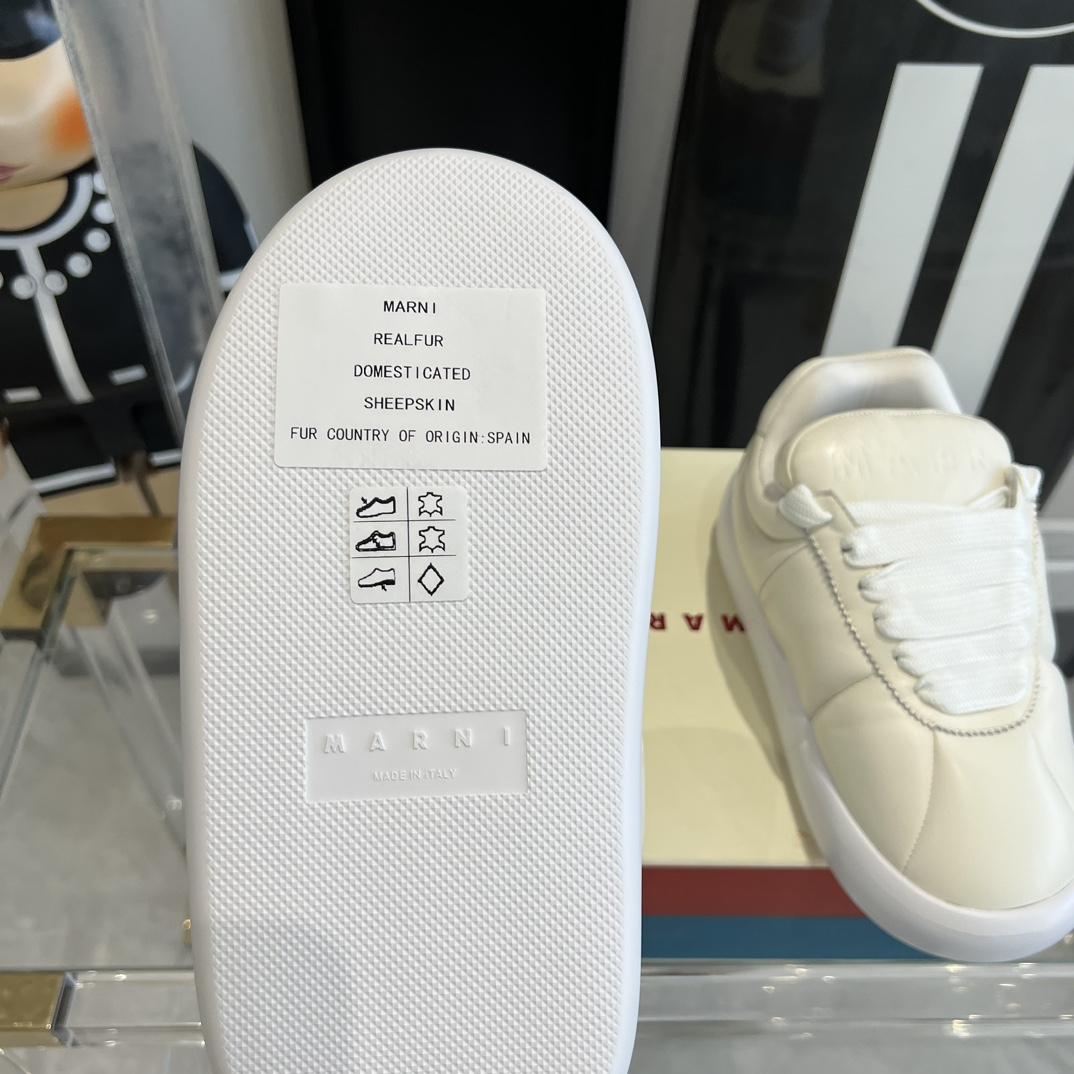 MARNI
REALFUR
DOMESTICATED
SHEEPSKIN
FUR COUNTRY OF ORIGIN:SPAIN
MARNI
MADE IN ITALY